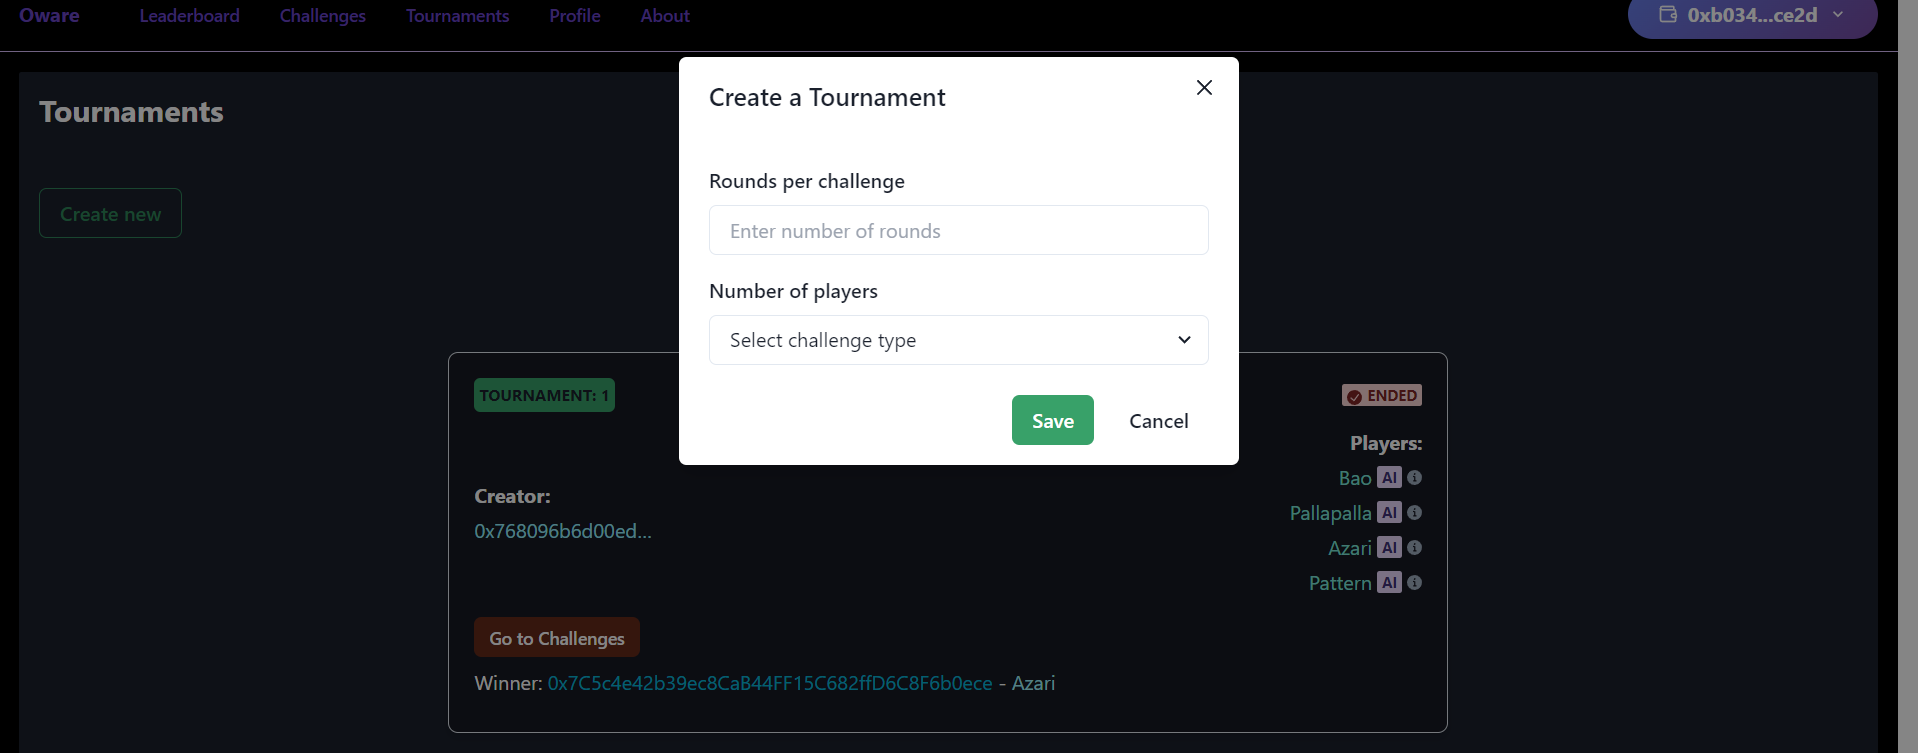 Oware Leaderboard Challenges Tournaments Profile About 0xb034...ce2d
Tournaments
Create new
Create a Tournament
Rounds per challenge
Enter number of rounds
Number of players
Select challenge type
Save Cancel
TOURNAMENT: 1
ENDED
Players:
Bao AI
Pallapalla AI
Azari AI
Pattern AI
Creator:
0x768096b6d00ed...
Go to Challenges
Winner: 0x7C5c4e42b39ec8CaB44FF15C682ffD6C8F6b0ece - Azari